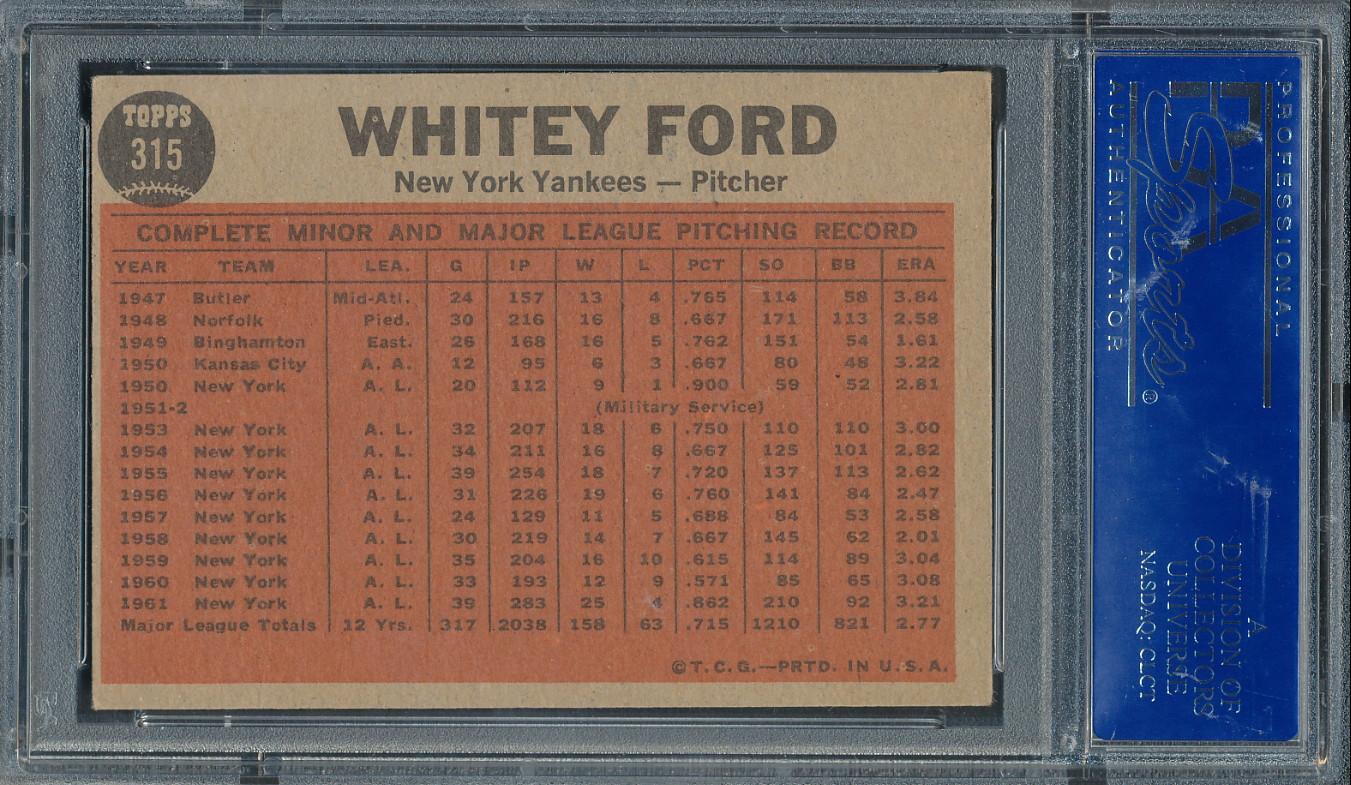 TOPPS
315
WHITEY FORD
New York Yankees — Pitcher
COMPLETE MINOR AND MAJOR LEAGUE PITCHING RECORD
YEAR TEAM LEA. G IP W L PCT SO BB ERA
1947 Butler Mid-Atl. 24 157 13 4 .765 114 58 3.84
1948 Norfolk Pied. 30 216 16 8 .667 171 113 2.58
1949 Binghamton East. 26 168 16 5 .762 151 54 1.61
1950 Kansas City A. A. 12 95 6 3 .667 80 48 3.22
1950 New York A. L. 20 112 9 1 .900 59 52 2.81
1951-2 (Military Service)
1953 New York A. L. 32 207 18 6 .750 110 110 3.00
1954 New York A. L. 34 211 16 8 .667 125 101 2.82
1955 New York A. L. 39 254 18 7 .720 137 113 2.62
1956 New York A. L. 31 226 19 6 .760 141 84 2.47
1957 New York A. L. 24 129 11 5 .688 84 53 2.58
1958 New York A. L. 30 219 14 7 .667 145 62 2.01
1959 New York A. L. 35 204 16 10 .615 114 89 3.04
1960 New York A. L. 33 193 12 9 .571 85 65 3.08
1961 New York A. L. 39 283 25 4 .862 210 92 3.21
Major League Totals 12 Yrs. 317 2038 158 63 .715 1210 821 2.77
©T.C.G.—PRTD. IN U.S.A.
PROFESSIONAL
PSA
Sports
®
AUTHENTICATOR
A
DIVISION OF
COLLECTORS
UNIVERSE
NASDAQ: CLCT